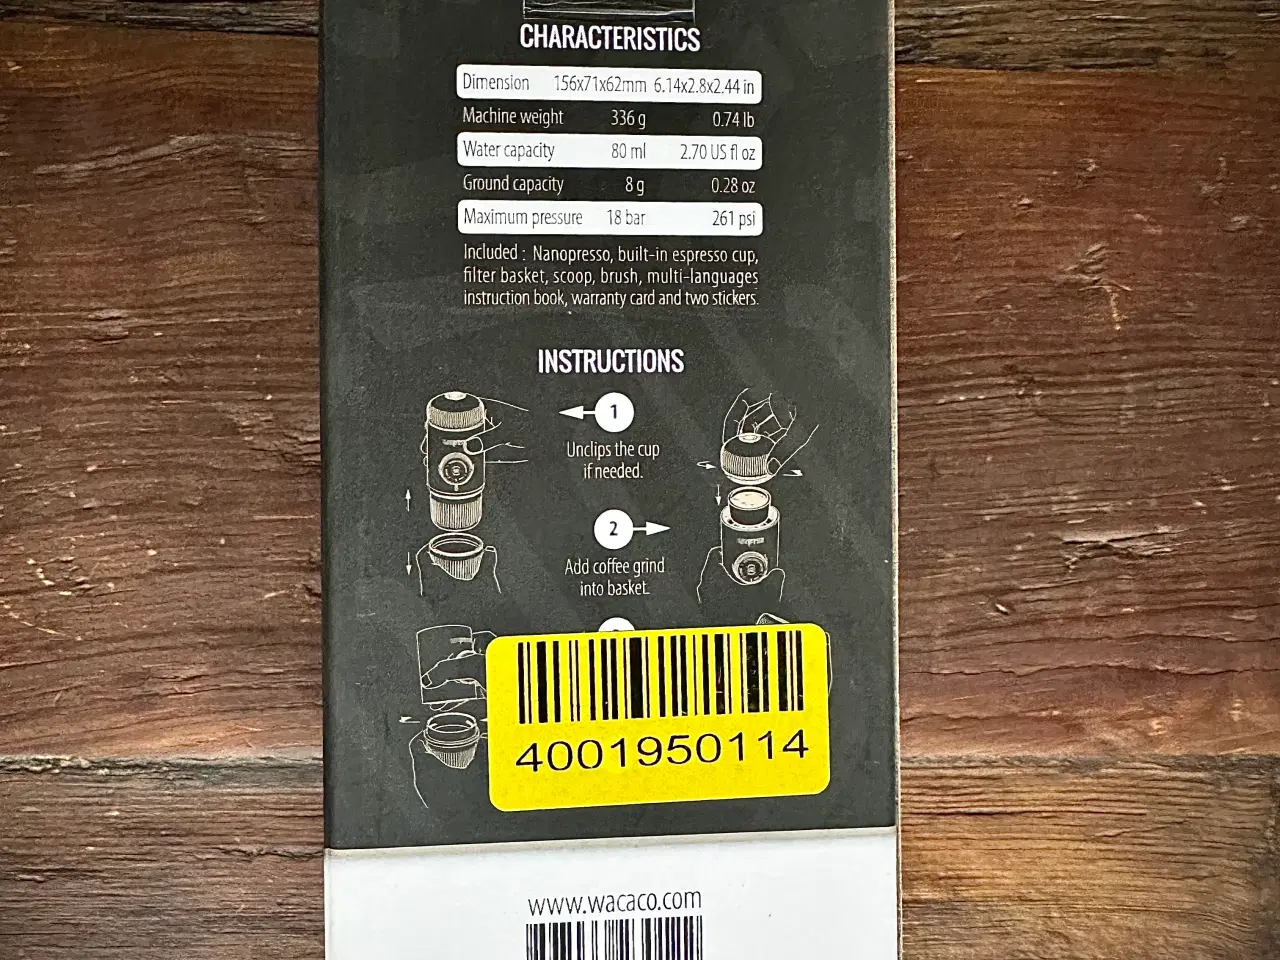 CHARACTERISTICS
Dimension 156x71x62mm 6.14x2.8x2.44 in
Machine weight 336 g 0.74 lb
Water capacity 80 ml 2.70 US fl oz
Ground capacity 8 g 0.28 oz
Maximum pressure 18 bar 261 psi
Included : Nanopresso, built-in espresso cup,
filter basket, scoop, brush, multi-languages
instruction book, warranty card and two stickers.
INSTRUCTIONS
1
Unclips the cup
if needed.
2
Add coffee grind
into basket.
4001950114
www.wacaco.com